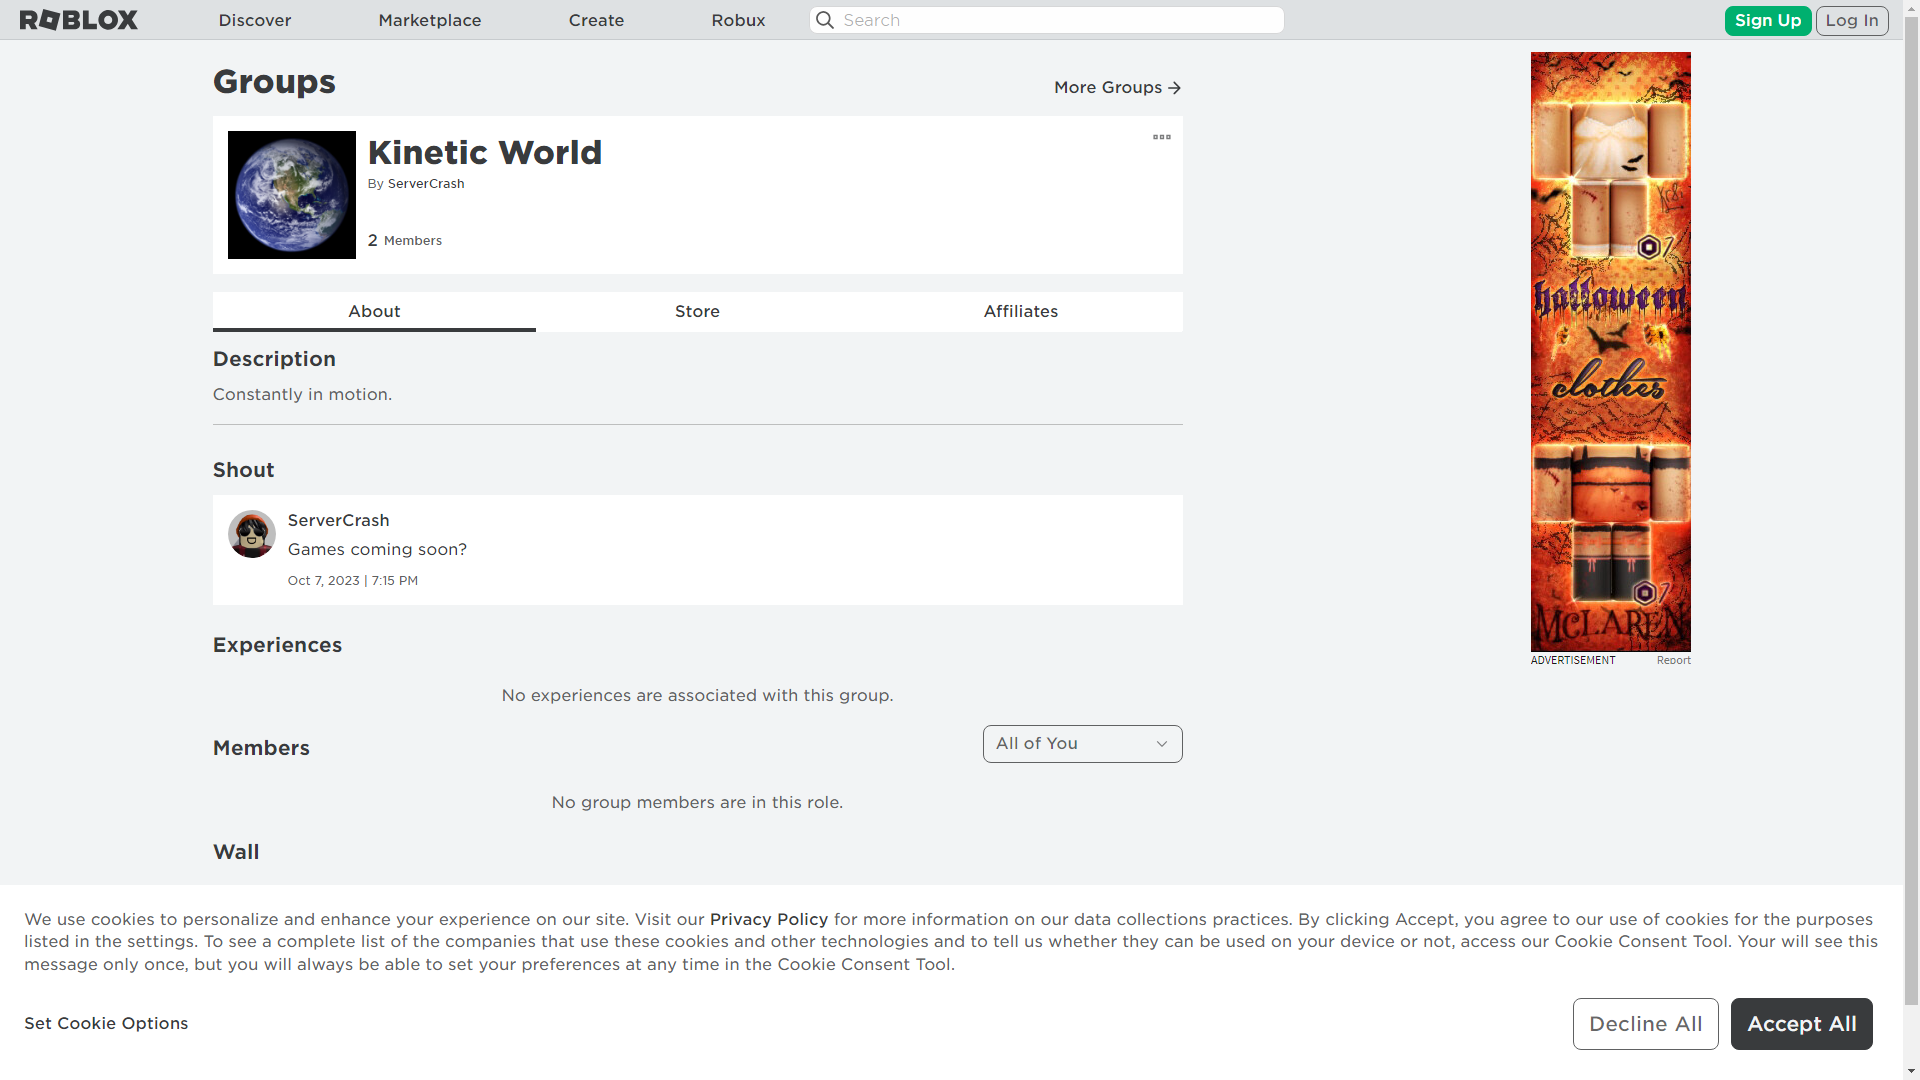 ROBLOX
Discover
Marketplace
Create
Robux
Search
Sign Up
Log In
Groups
More Groups
Kinetic World
By ServerCrash
2 Members
About
Store
Affiliates
Description
Constantly in motion.
Shout
ServerCrash
Games coming soon?
Oct 7, 2023 | 7:15 PM
Experiences
No experiences are associated with this group.
Members
All of You
No group members are in this role.
Wall
7
halloween
clothes
7
MCLAREN
ADVERTISEMENT
Report
We use cookies to personalize and enhance your experience on our site. Visit our Privacy Policy for more information on our data collections practices. By clicking Accept, you agree to our use of cookies for the purposes
listed in the settings. To see a complete list of the companies that use these cookies and other technologies and to tell us whether they can be used on your device or not, access our Cookie Consent Tool. Your will see this
message only once, but you will always be able to set your preferences at any time in the Cookie Consent Tool.
Set Cookie Options
Decline All
Accept All